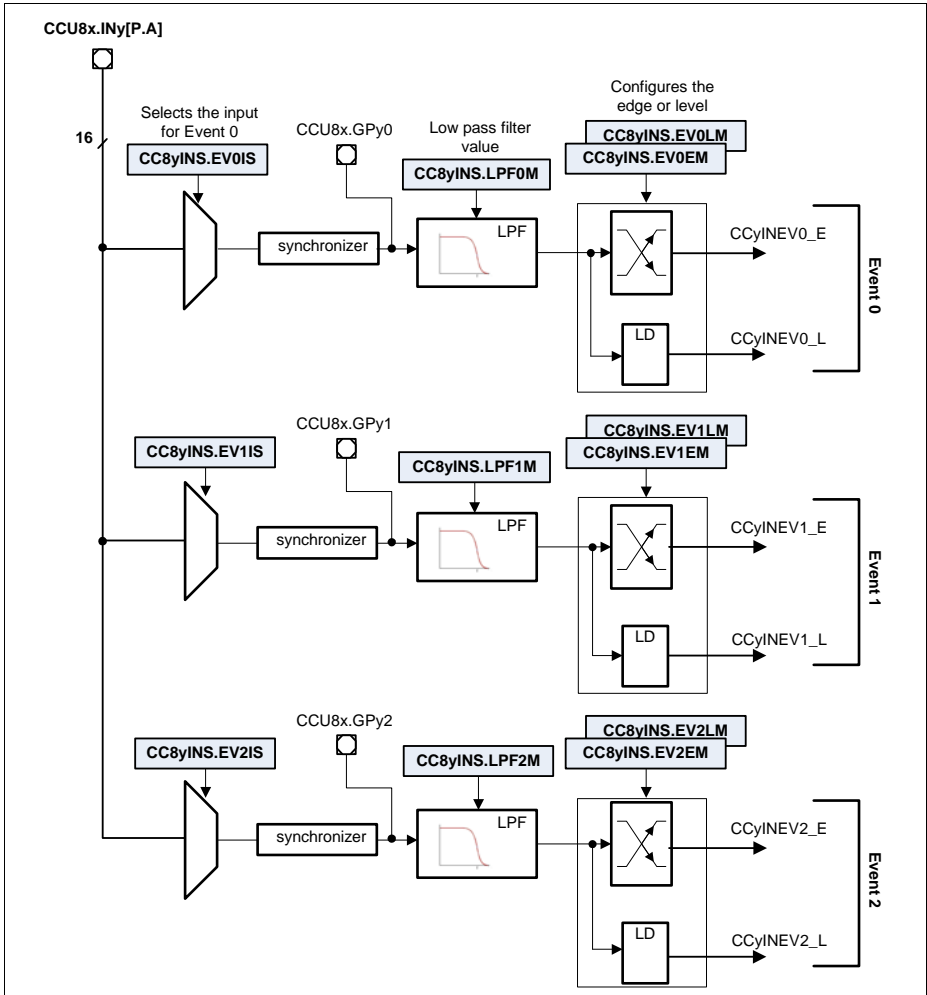 CCU8x.INy[P.A]
16
Selects the input
for Event 0
CC8yINS.EV0IS
CCU8x.GPy0
Low pass filter
value
CC8yINS.LPF0M
Configures the
edge or level
CC8yINS.EV0LM
CC8yINS.EV0EM
synchronizer
LPF
CCyINEV0_E
LD
CCyINEV0_L
Event 0
CC8yINS.EV1IS
CCU8x.GPy1
CC8yINS.LPF1M
CC8yINS.EV1LM
CC8yINS.EV1EM
synchronizer
LPF
CCyINEV1_E
LD
CCyINEV1_L
Event 1
CC8yINS.EV2IS
CCU8x.GPy2
CC8yINS.LPF2M
CC8yINS.EV2LM
CC8yINS.EV2EM
synchronizer
LPF
CCyINEV2_E
LD
CCyINEV2_L
Event 2